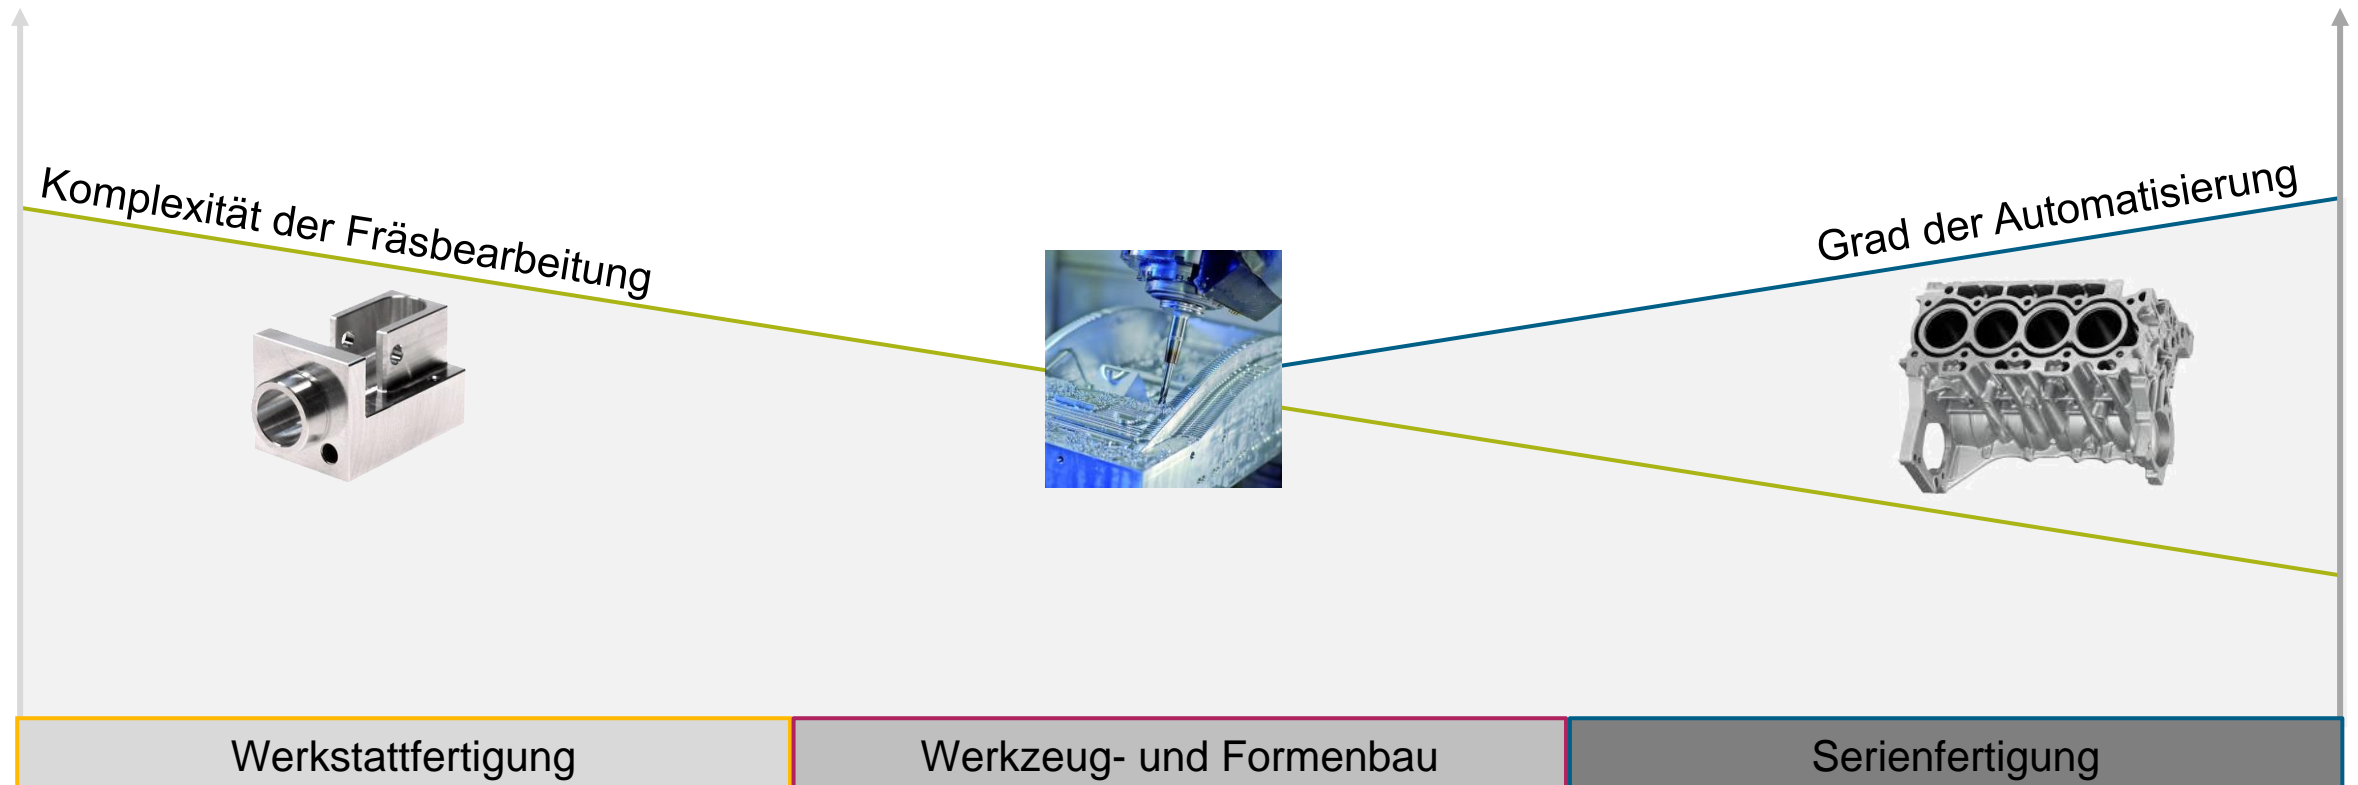 Komplexität der Fräsbearbeitung
Grad der Automatisierung
Werkstattfertigung
Werkzeug- und Formenbau
Serienfertigung